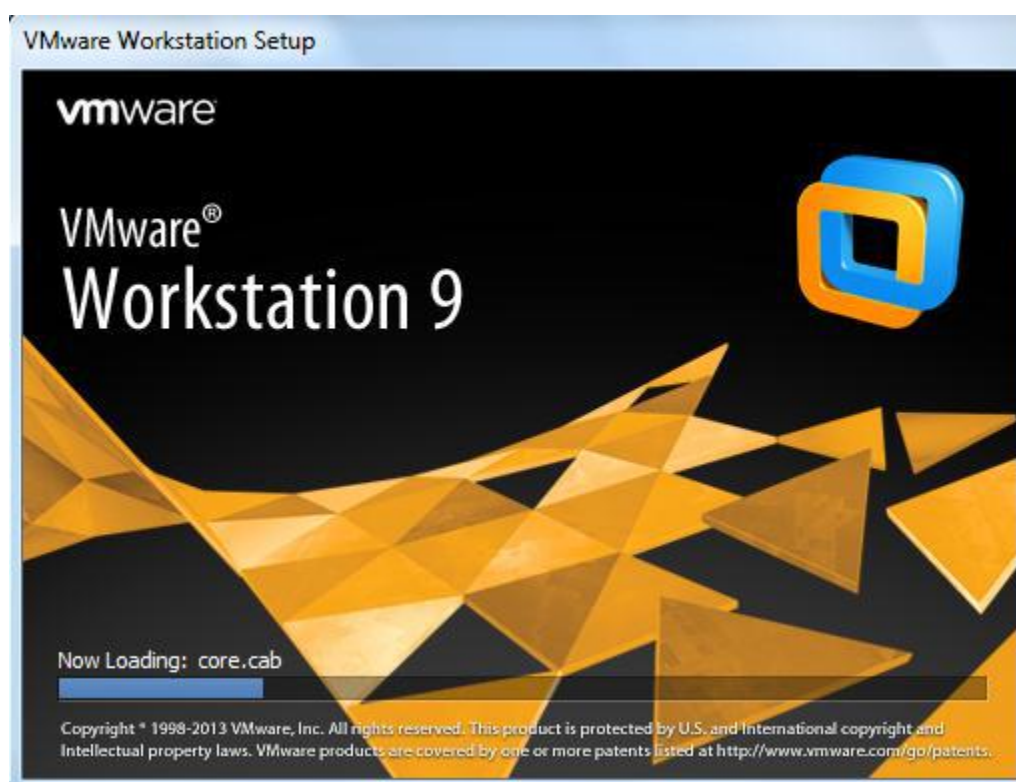 VMware Workstation Setup
vmware
VMware®
Workstation 9
Now Loading: core.cab
Copyright * 1998-2013 VMware, Inc. All rights reserved. This product is protected by U.S. and International copyright and
Intellectual property laws. VMware products are covered by one or more patents listed at http://www.vmware.com/go/patents.